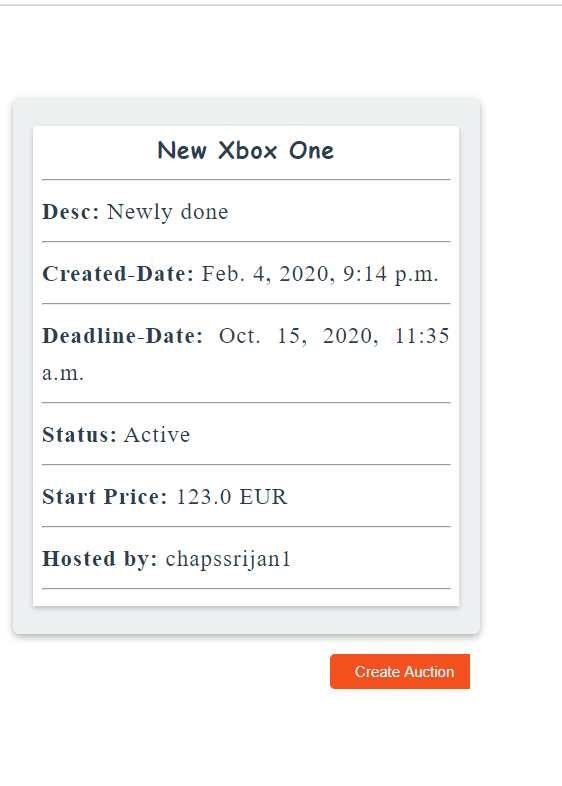 New Xbox One
Desc: Newly done
Created-Date: Feb. 4, 2020, 9:14 p.m.
Deadline-Date: Oct. 15, 2020, 11:35
a.m.
Status: Active
Start Price: 123.0 EUR
Hosted by: chapssrijan1
Create Auction